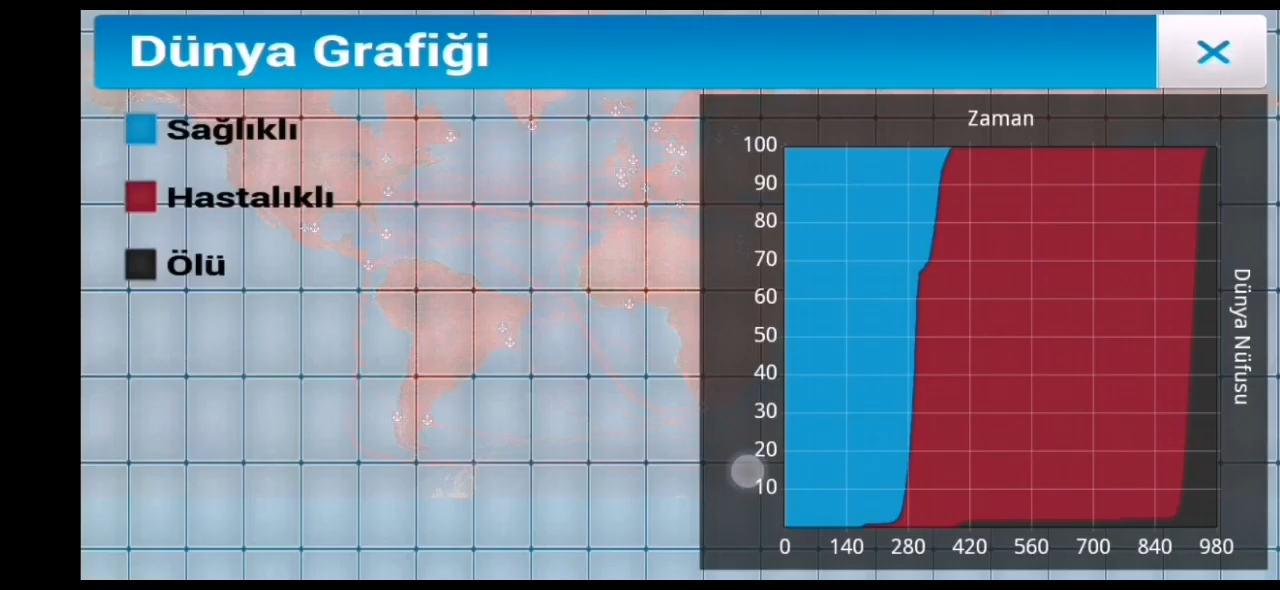 Dünya Grafiği
Sağlıklı
Hastalıklı
Ölü
Zaman
100
90
80
70
60
50
40
30
20
10
0 140 280 420 560 700 840 980
Dünya Nüfusu